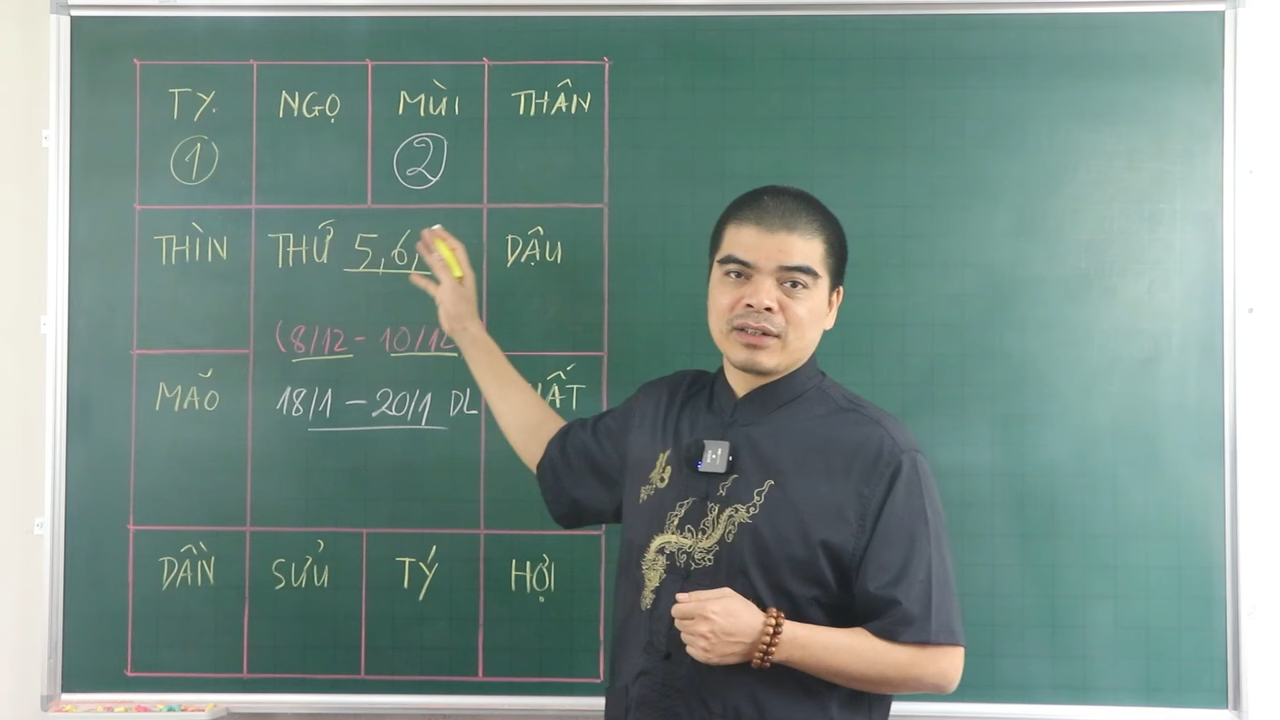 TỴ NGỌ MÙI THÂN
① ②
THÌN THỨ 5,6, DẬU
(8/12 - 10/12
MÃO 18/1 - 20/1 DL
DẦN SỬU TÝ HỢI